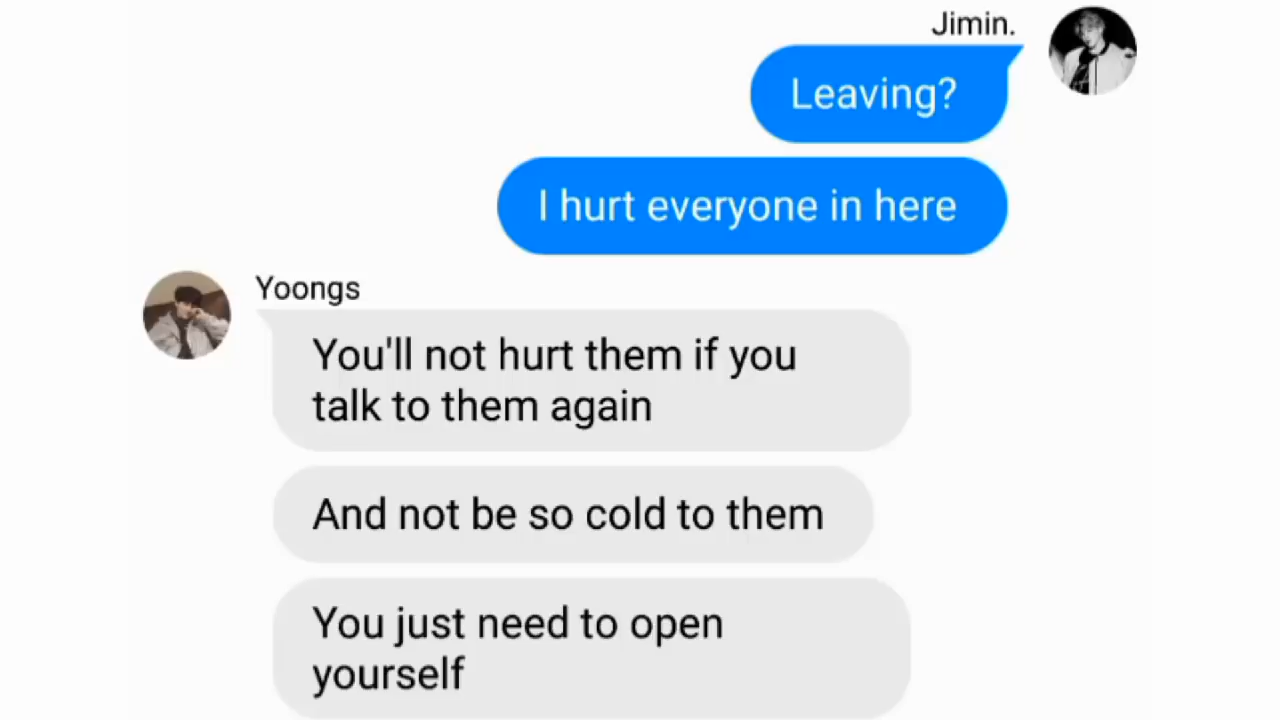 Jimin.
Leaving?
I hurt everyone in here
Yoongs
You'll not hurt them if you
talk to them again
And not be so cold to them
You just need to open
yourself